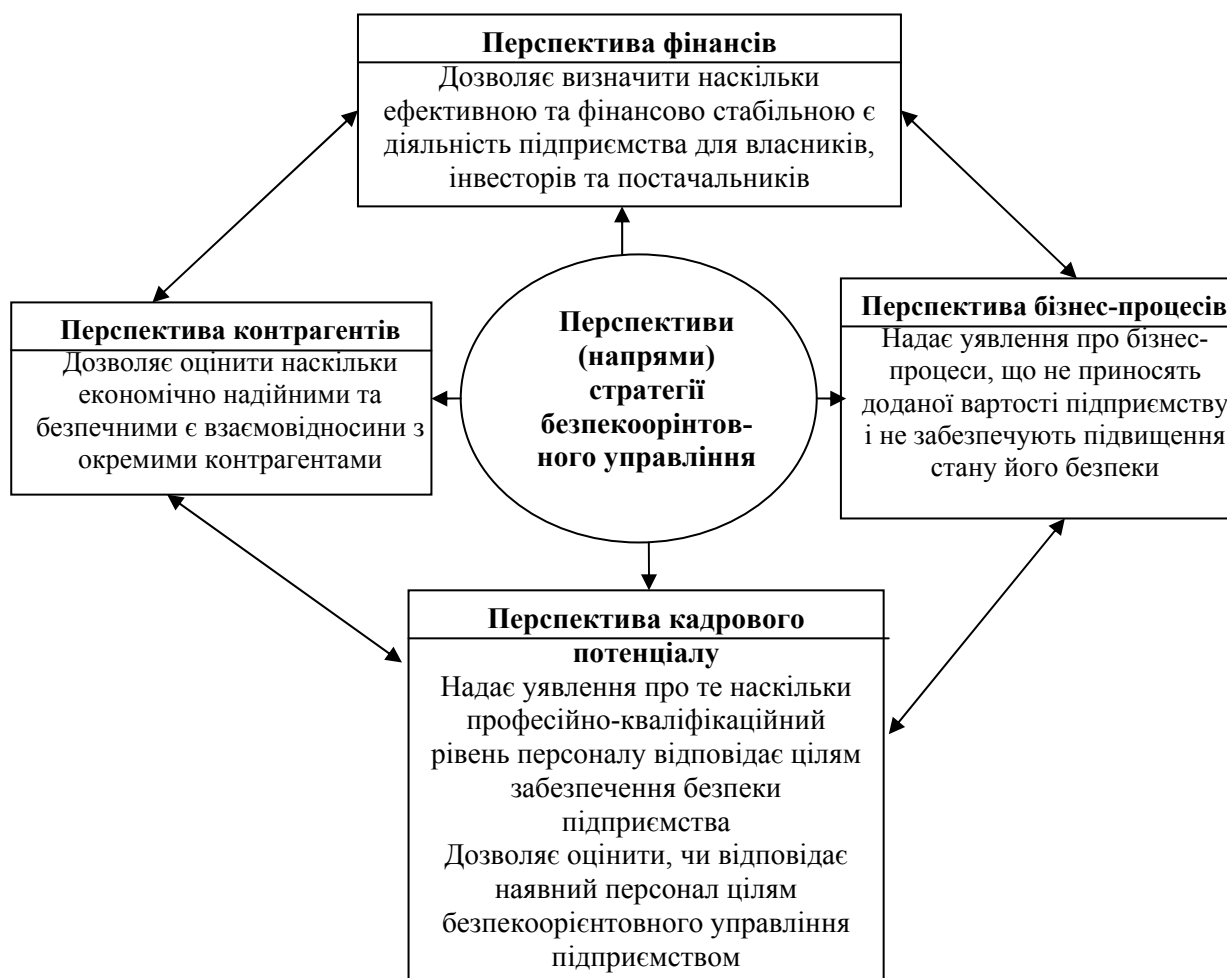 Перспектива фінансів
Дозволяє визначити наскільки
ефективною та фінансово стабільною є
діяльність підприємства для власників,
інвесторів та постачальників
Перспектива контрагентів
Дозволяє оцінити наскільки
економічно надійними та
безпечними є взаємовідносини з
окремими контрагентами
Перспективи
(напрями)
стратегії
безпекоорінтов-
ного управління
Перспектива бізнес-процесів
Надає уявлення про бізнес-
процеси, що не приносять
доданої вартості підприємству
і не забезпечують підвищення
стану його безпеки
Перспектива кадрового
потенціалу
Надає уявлення про те наскільки
професійно-кваліфікаційний
рівень персоналу відповідає цілям
забезпечення безпеки
підприємства
Дозволяє оцінити, чи відповідає
наявний персонал цілям
безпекоорієнтовного управління
підприємством